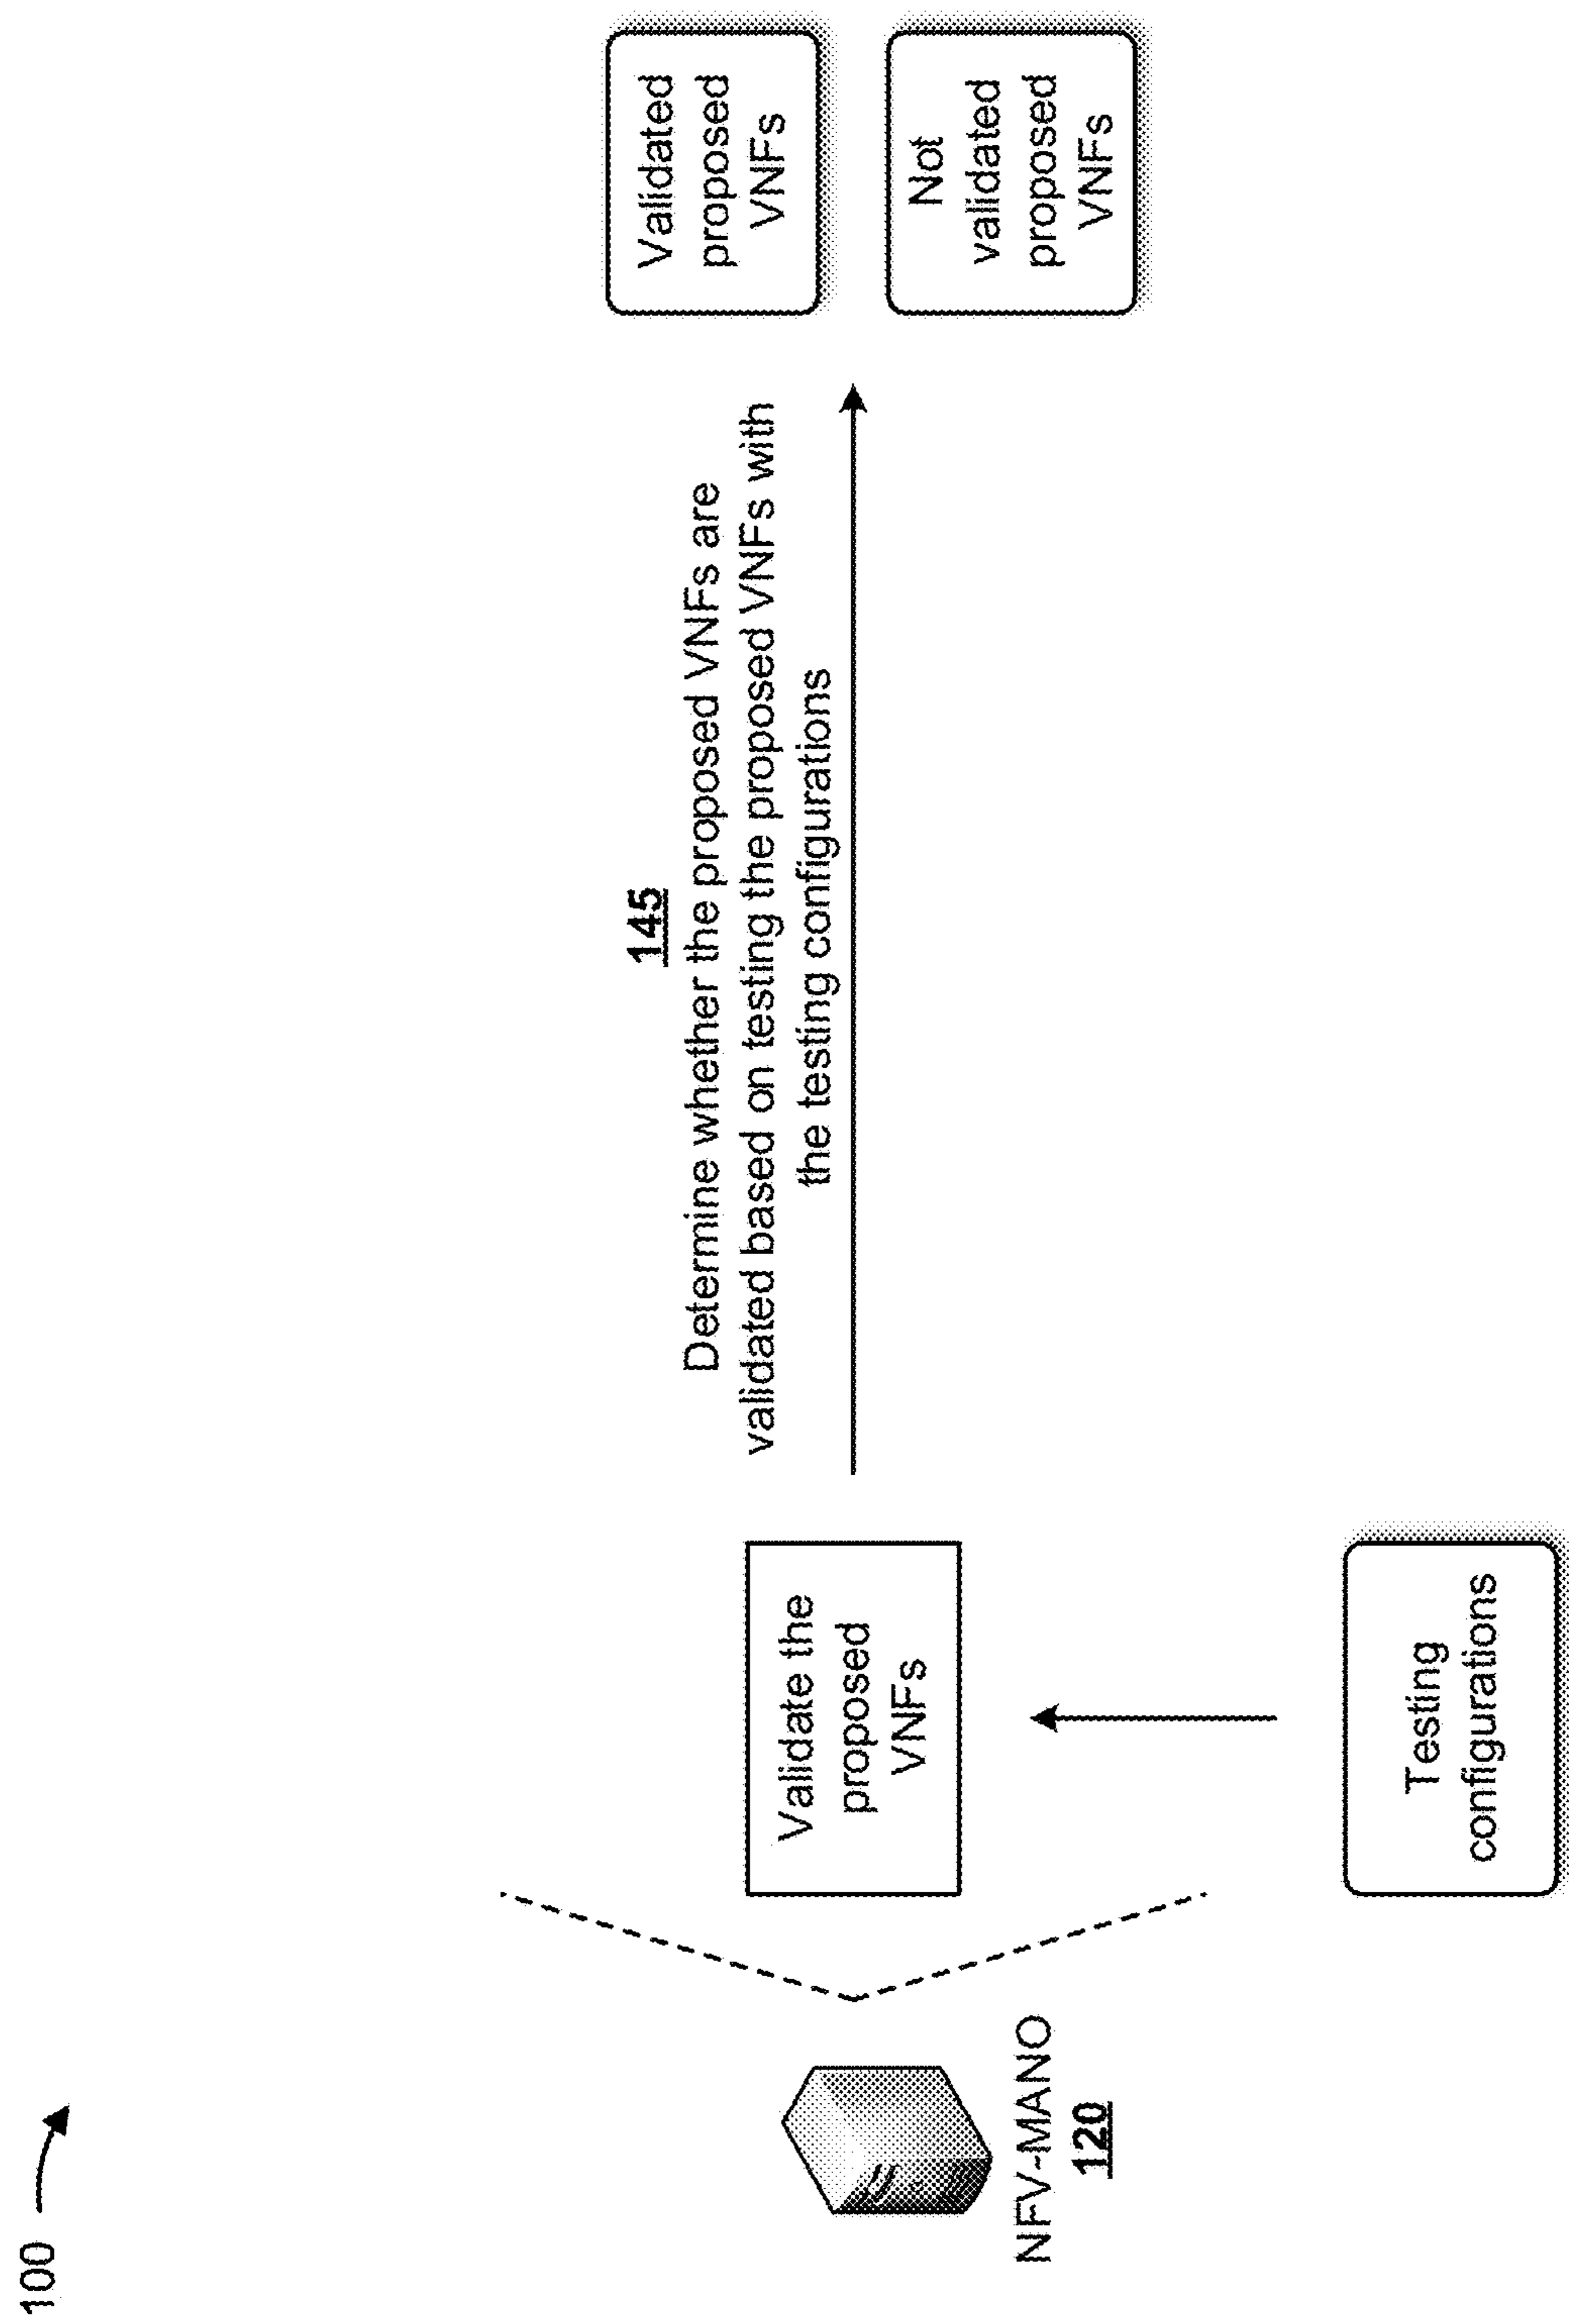 100
NFV-MANO
120
Validate the
proposed
VNFs
Testing
configurations
145
Determine whether the proposed VNFs are
validated based on testing the proposed VNFs with
the testing configurations
Validated
proposed
VNFs
Not
validated
proposed
VNFs